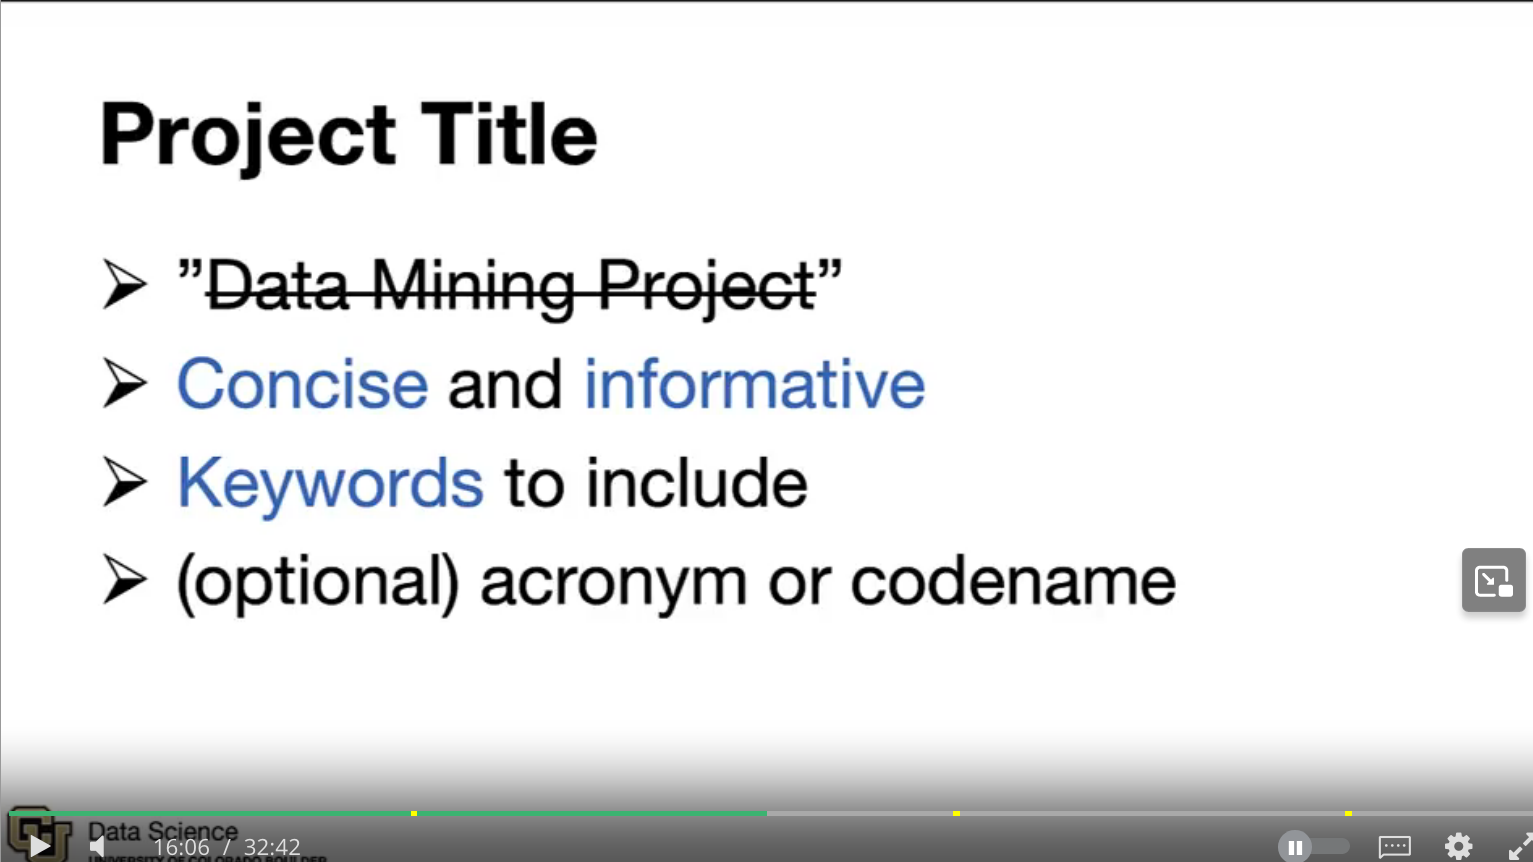 Project Title
”Data Mining Project”
Concise and informative
Keywords to include
(optional) acronym or codename
Data Science
16:06 / 32:42
UNIVERSITY OF COLORADO BOULDER